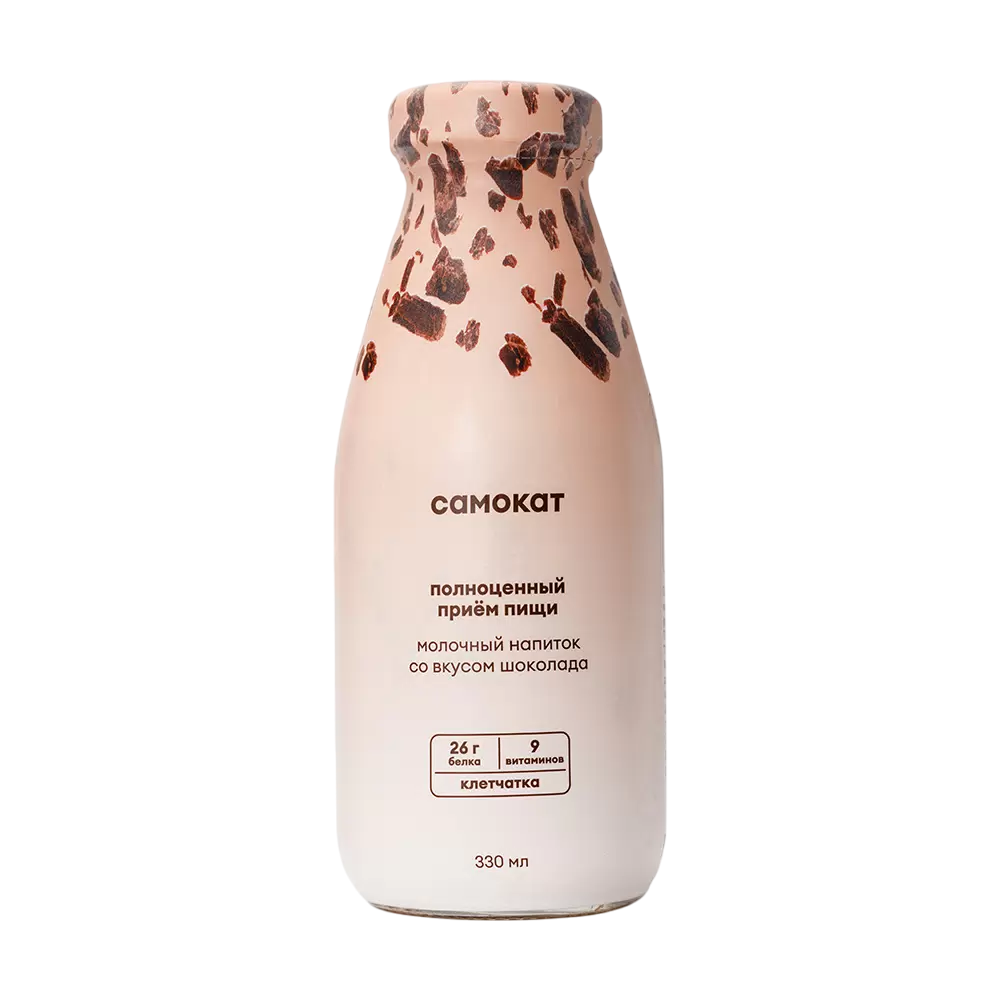 самокат
полноценный
приём пищи
молочный напиток
со вкусом шоколада
26 г
белка
9
витаминов
клетчатка
330 мл